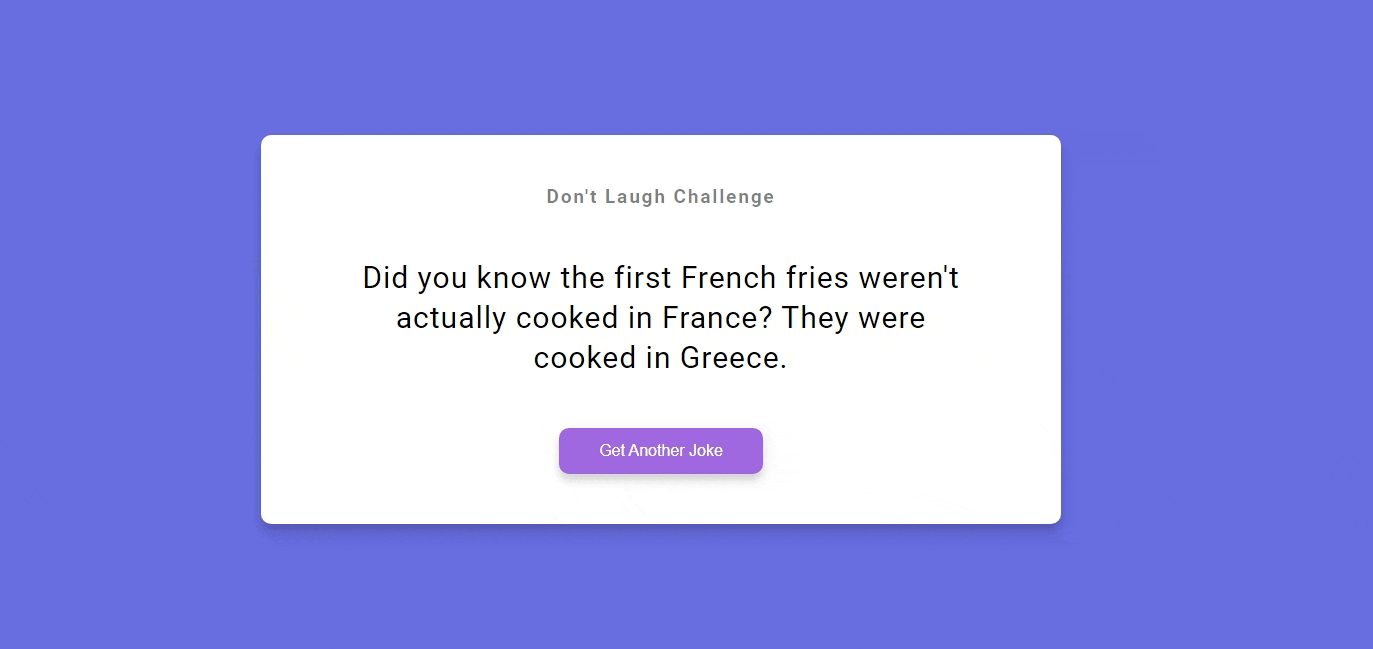 Don't Laugh Challenge
Did you know the first French fries weren't
actually cooked in France? They were
cooked in Greece.
Get Another Joke